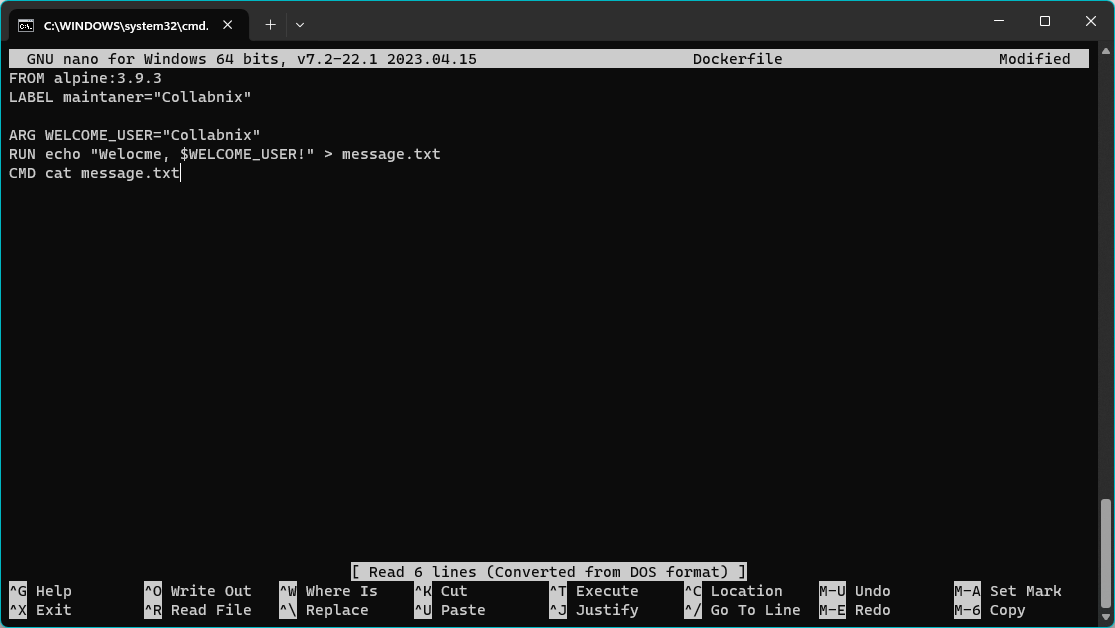 C:\WINDOWS\system32\cmd.
GNU nano for Windows 64 bits, v7.2-22.1 2023.04.15 Dockerfile Modified
FROM alpine:3.9.3
LABEL maintaner="Collabnix"

ARG WELCOME_USER="Collabnix"
RUN echo "Welocme, $WELCOME_USER!" > message.txt
CMD cat message.txt
[ Read 6 lines (Converted from DOS format) ]
^G Help ^O Write Out ^W Where Is ^K Cut ^T Execute ^C Location M-U Undo M-A Set Mark
^X Exit ^R Read File ^\ Replace ^U Paste ^J Justify ^/ Go To Line M-E Redo M-6 Copy